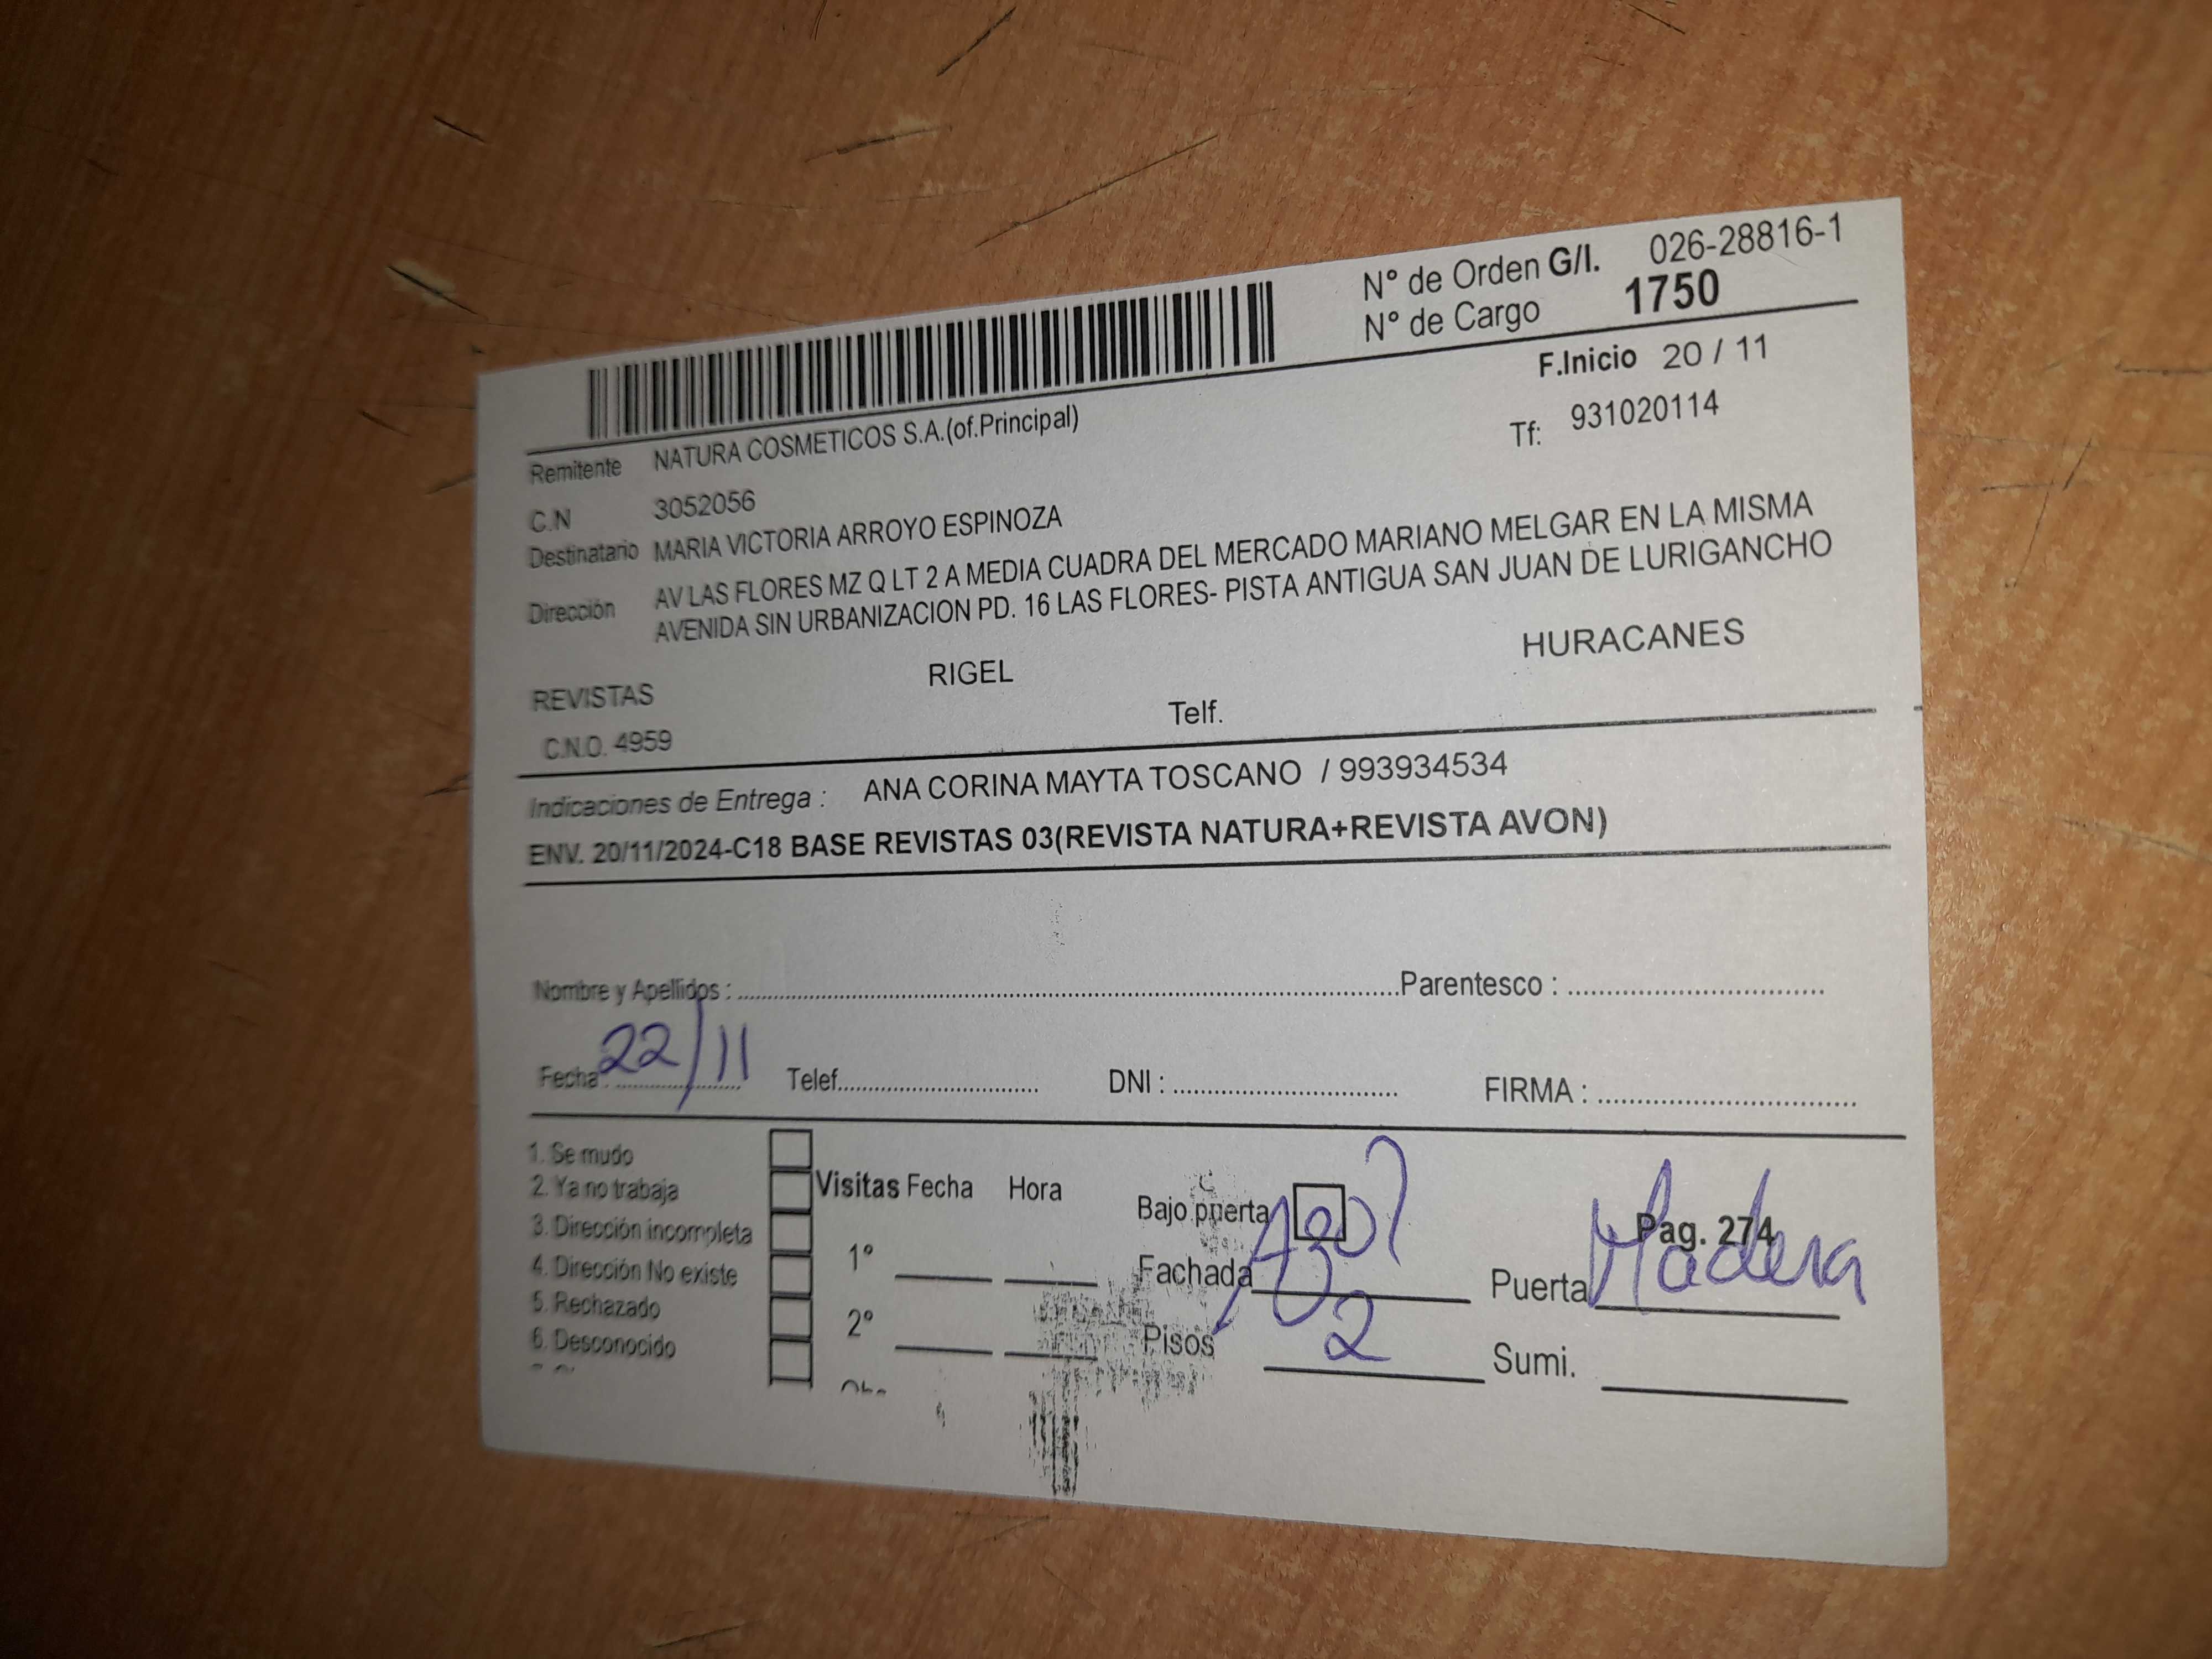 Nº de Orden G/I. 026-28816-1
Nº de Cargo 1750
F.Inicio 20 / 11
Remitente NATURA COSMETICOS S.A.(of.Principal)
Tf: 931020114
C.N 3052056
Destinatario MARIA VICTORIA ARROYO ESPINOZA
Dirección AV LAS FLORES MZ Q LT 2 A MEDIA CUADRA DEL MERCADO MARIANO MELGAR EN LA MISMA
AVENIDA SIN URBANIZACION PD. 16 LAS FLORES- PISTA ANTIGUA SAN JUAN DE LURIGANCHO
REVISTAS RIGEL HURACANES
C.N.O. 4959 Telf.
Indicaciones de Entrega : ANA CORINA MAYTA TOSCANO / 993934534
ENV. 20/11/2024-C18 BASE REVISTAS 03(REVISTA NATURA+REVISTA AVON)
Nombre y Apellidos : Parentesco :
Fecha : 22/11 Telef. DNI : FIRMA :
1. Se mudo
2. Ya no trabaja
3. Dirección incompleta
4. Dirección No existe
5. Rechazado
6. Desconocido
Visitas Fecha Hora
1º
2º
Bajo puerta
Pag. 274
Fachada Azul Puerta Madera
Pisos 2 Sumi.